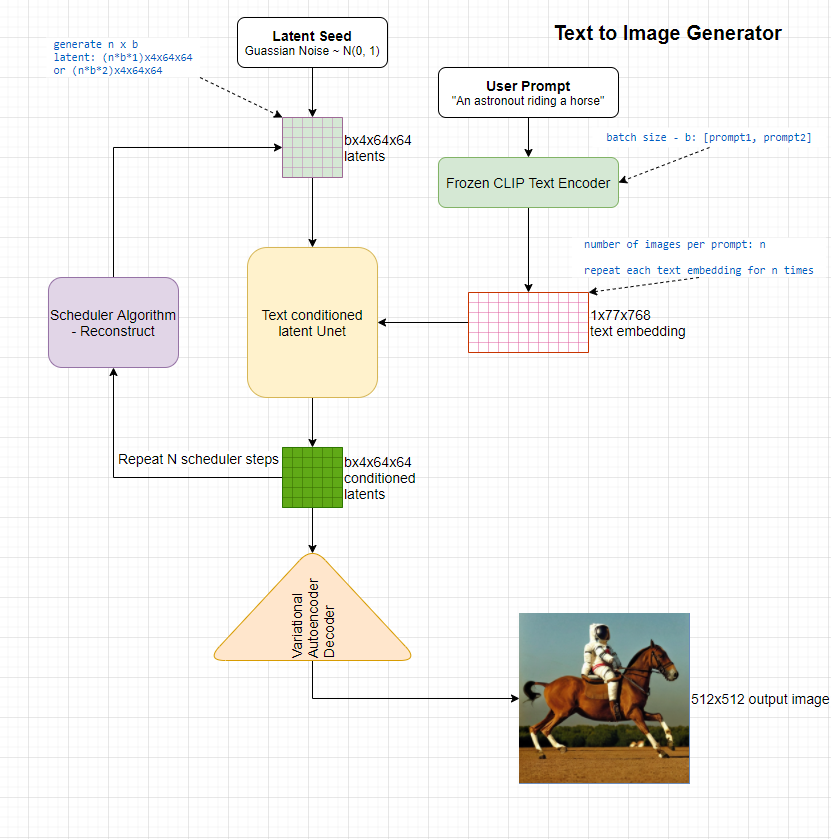 Text to Image Generator
Latent Seed
Guassian Noise ~ N(0, 1)
generate n x b
latent: (n*b*1)x4x64x64
or (n*b*2)x4x64x64
User Prompt
"An astronout riding a horse"
bx4x64x64
latents
batch size - b: [prompt1, prompt2]
Frozen CLIP Text Encoder
number of images per prompt: n
repeat each text embedding for n times
Scheduler Algorithm
- Reconstruct
Text conditioned
latent Unet
1x77x768
text embedding
Repeat N scheduler steps
bx4x64x64
conditioned
latents
Variational
Autoencoder
Decoder
512x512 output image